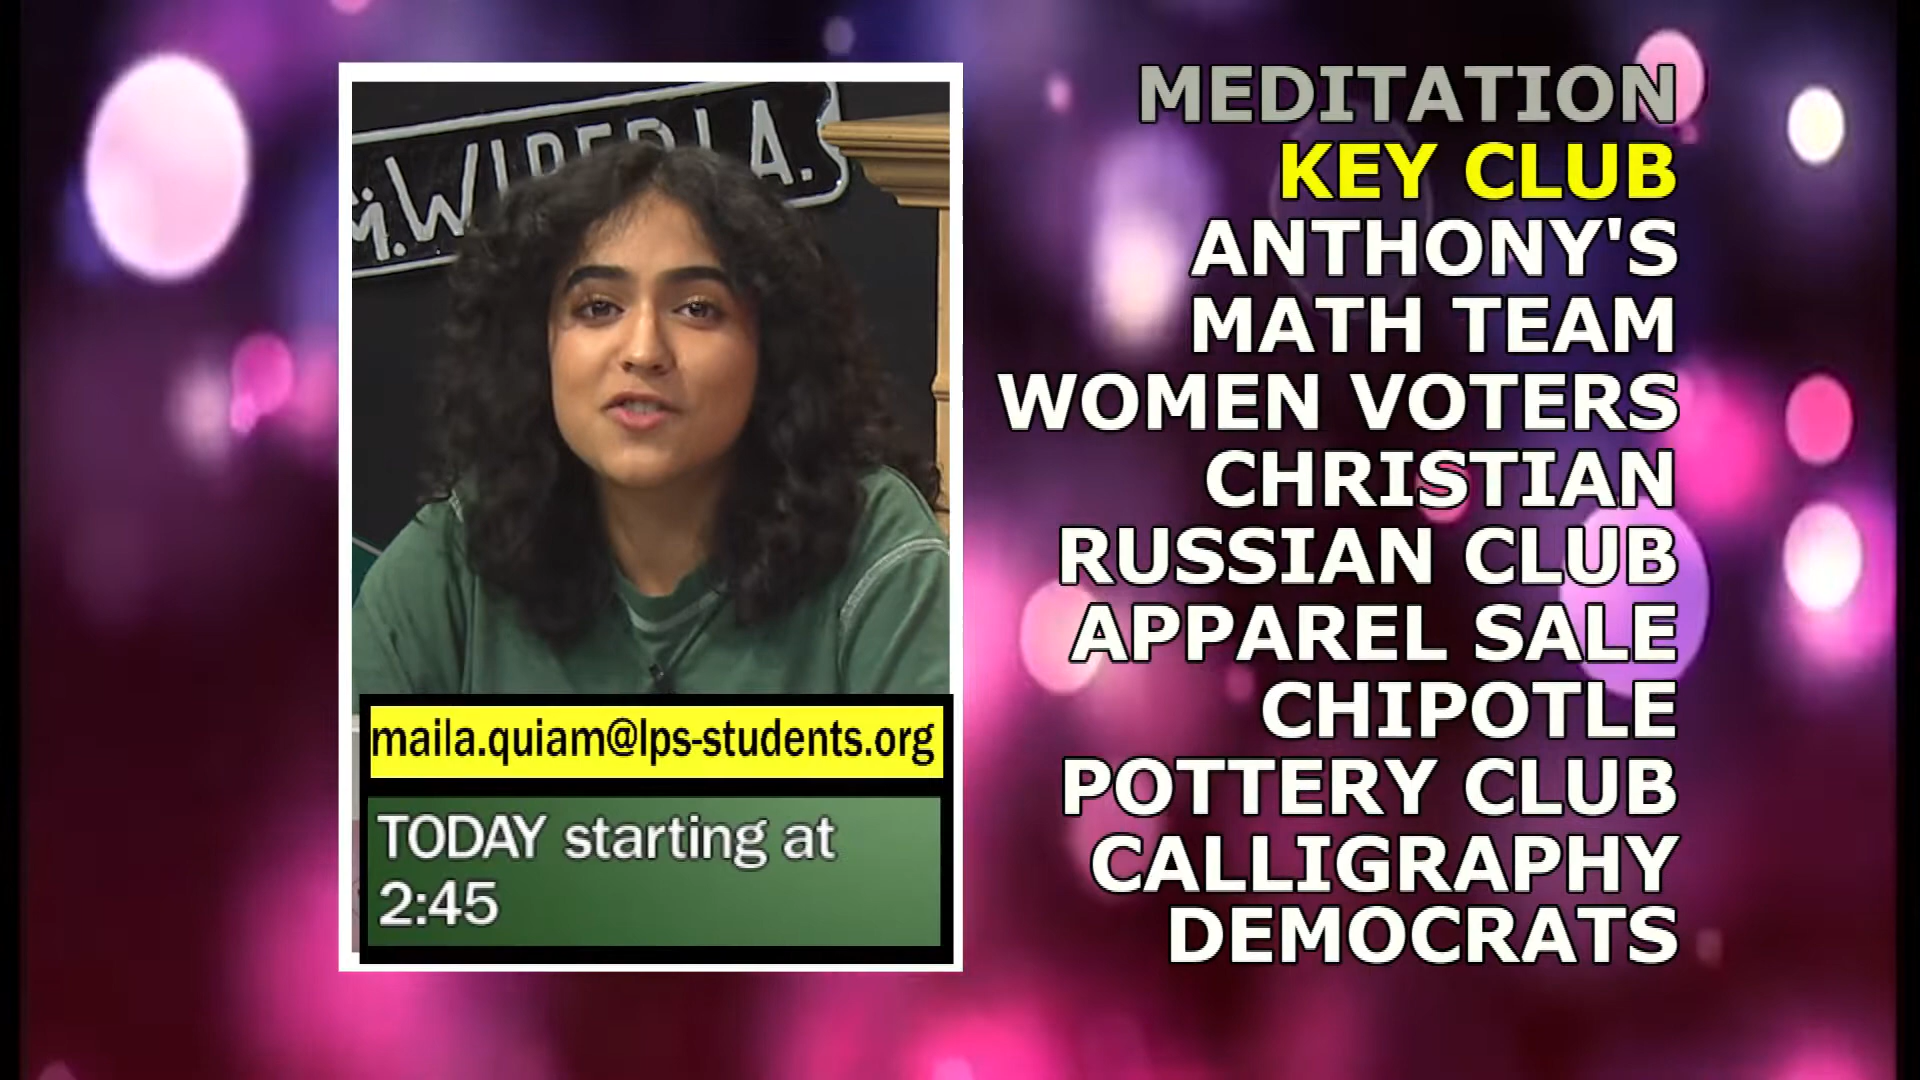 MEDITATION
KEY CLUB
ANTHONY'S
MATH TEAM
WOMEN VOTERS
CHRISTIAN
RUSSIAN CLUB
APPAREL SALE
CHIPOTLE
POTTERY CLUB
CALLIGRAPHY
DEMOCRATS
maila.quiam@lps-students.org
TODAY starting at
2:45